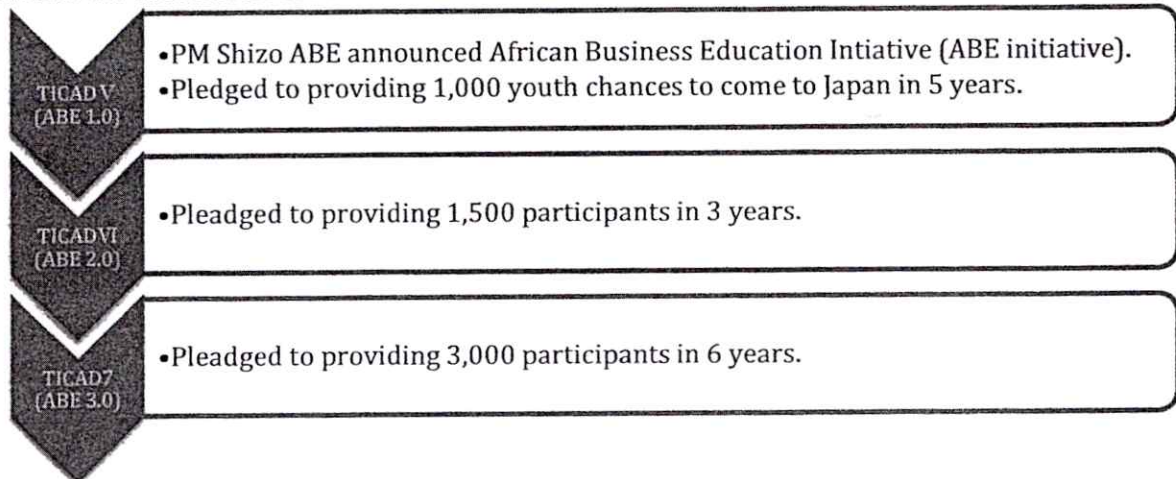 TICAD V
(ABE 1.0)
•PM Shizo ABE announced African Business Education Intiative (ABE initiative).
•Pledged to providing 1,000 youth chances to come to Japan in 5 years.
TICADVI
(ABE 2.0)
•Pleadged to providing 1,500 participants in 3 years.
TICAD7
(ABE 3.0)
•Pleadged to providing 3,000 participants in 6 years.